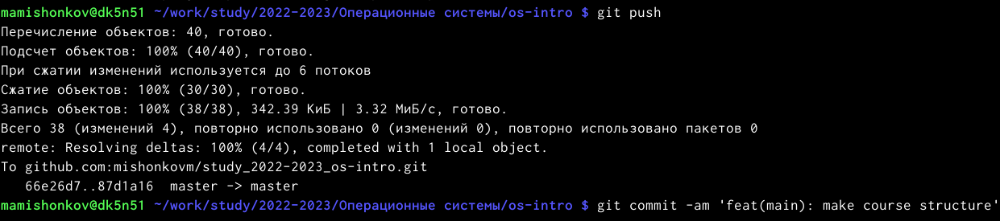 mamishonkov@dk5n51 ~/work/study/2022-2023/Операционные системы/os-intro $ git push
Перечисление объектов: 40, готово.
Подсчет объектов: 100% (40/40), готово.
При сжатии изменений используется до 6 потоков
Сжатие объектов: 100% (30/30), готово.
Запись объектов: 100% (38/38), 342.39 КиБ | 3.32 МиБ/с, готово.
Всего 38 (изменений 4), повторно использовано 0 (изменений 0), повторно использовано пакетов 0
remote: Resolving deltas: 100% (4/4), completed with 1 local object.
To github.com:mishonkovm/study_2022-2023_os-intro.git
   66e26d7..87d1a16  master -> master
mamishonkov@dk5n51 ~/work/study/2022-2023/Операционные системы/os-intro $ git commit -am 'feat(main): make course structure'